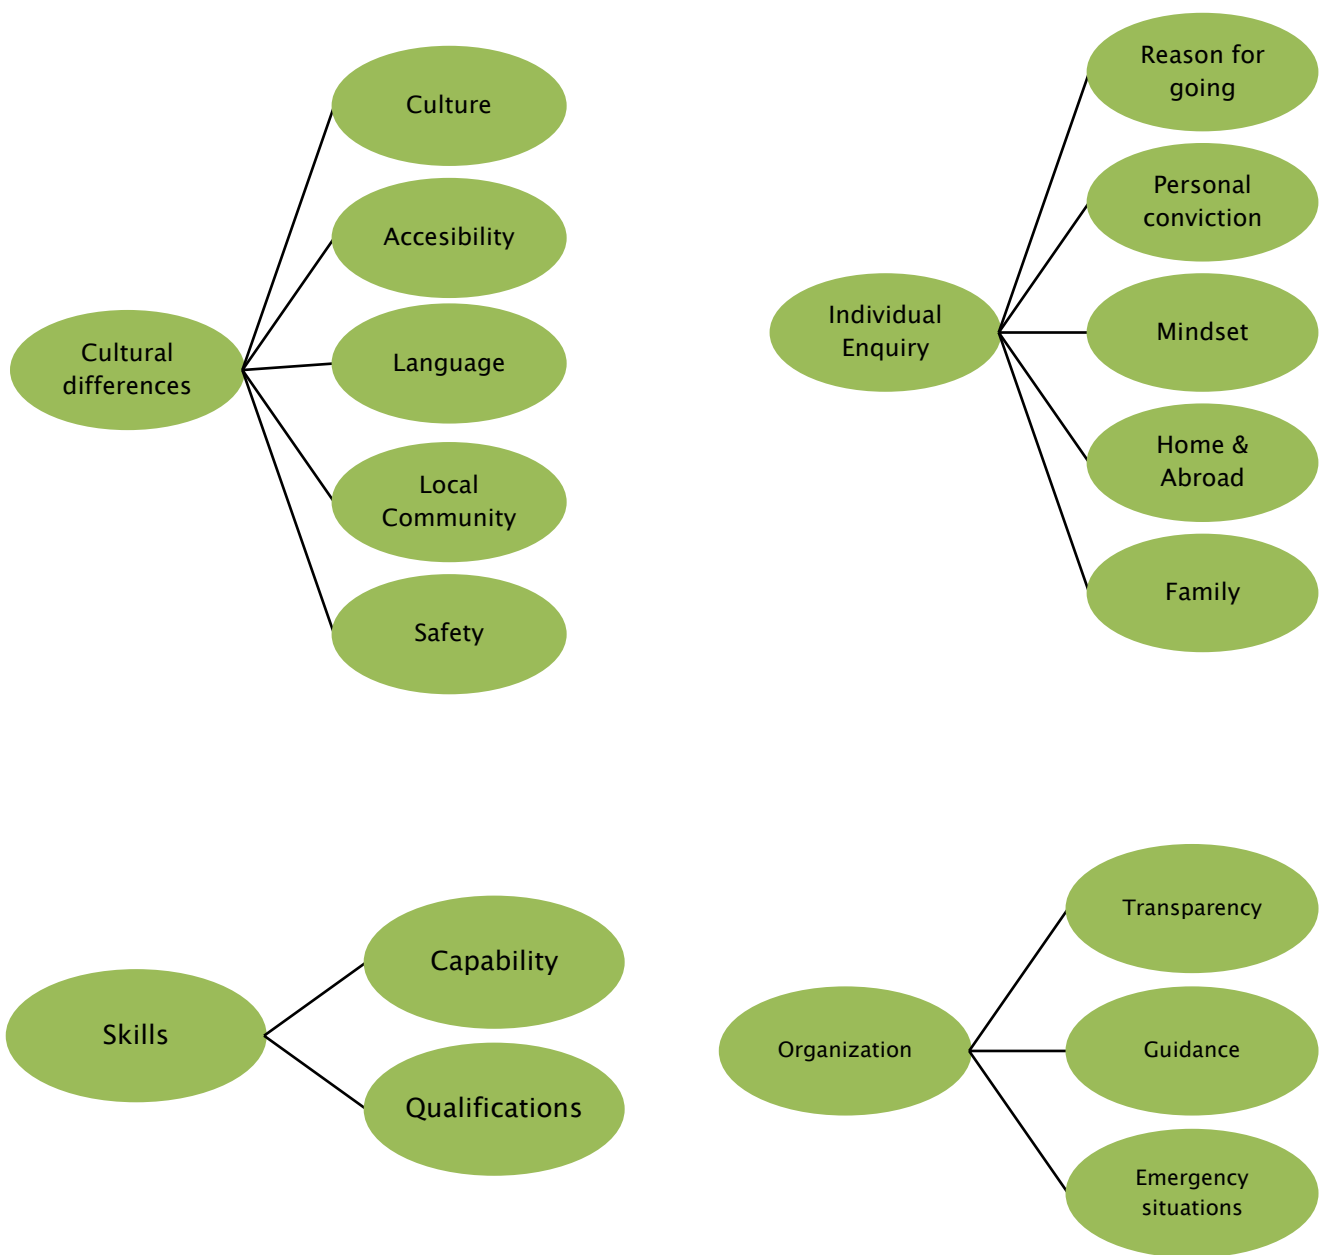 Cultural
differences
Culture
Accesibility
Language
Local
Community
Safety
Individual
Enquiry
Reason for
going
Personal
conviction
Mindset
Home &
Abroad
Family
Skills
Capability
Qualifications
Organization
Transparency
Guidance
Emergency
situations